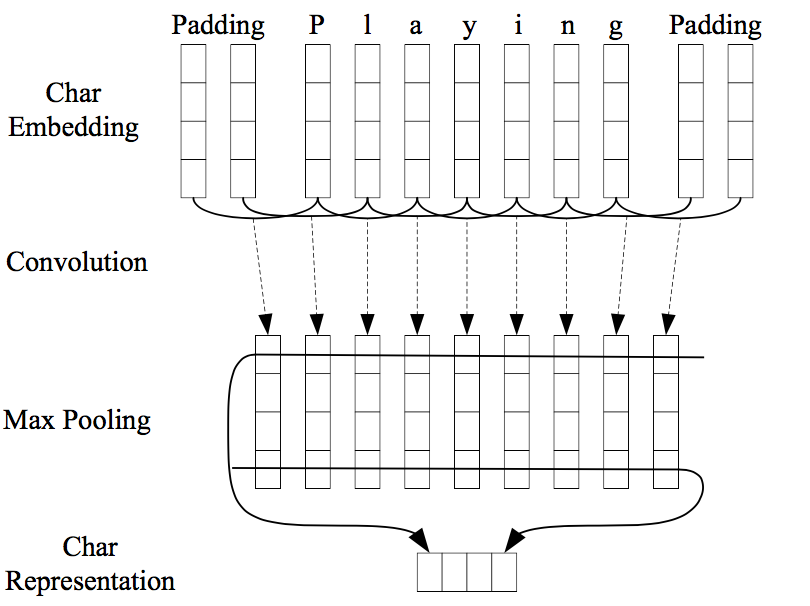 Padding P l a y i n g Padding
Char
Embedding
Convolution
Max Pooling
Char
Representation